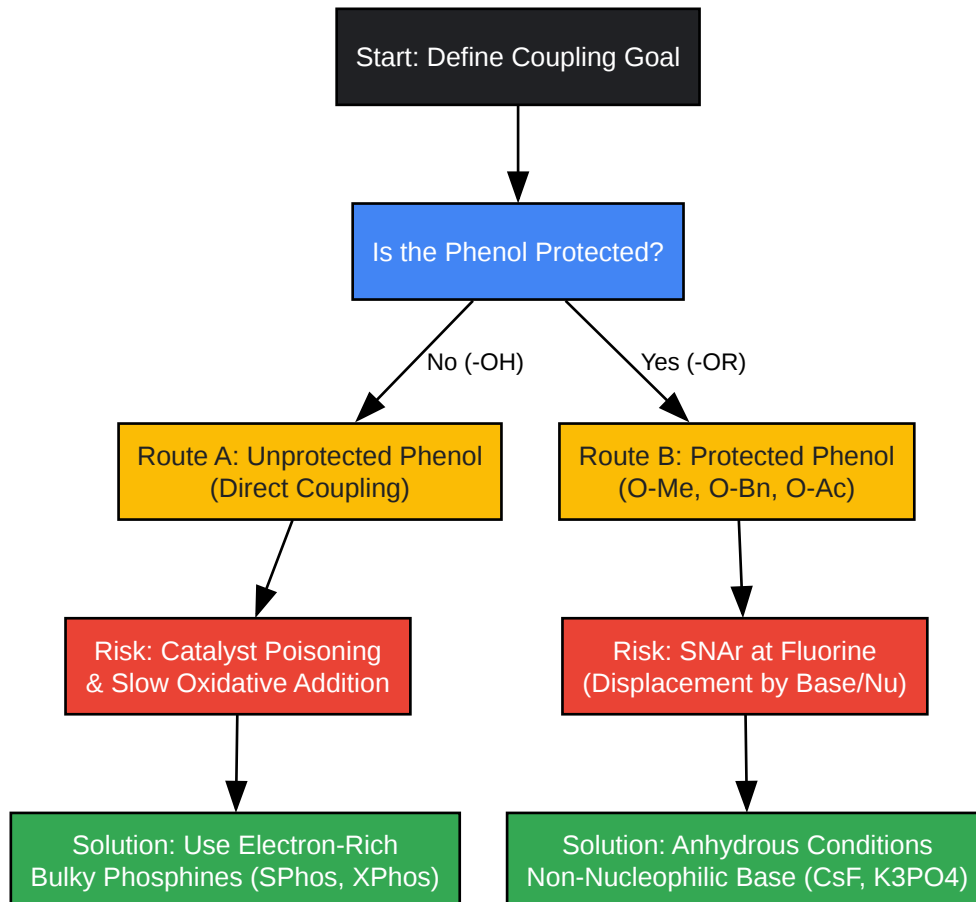 Start: Define Coupling Goal
Is the Phenol Protected?
No (-OH)
Yes (-OR)
Route A: Unprotected Phenol
(Direct Coupling)
Route B: Protected Phenol
(O-Me, O-Bn, O-Ac)
Risk: Catalyst Poisoning
& Slow Oxidative Addition
Risk: SNAr at Fluorine
(Displacement by Base/Nu)
Solution: Use Electron-Rich
Bulky Phosphines (SPhos, XPhos)
Solution: Anhydrous Conditions
Non-Nucleophilic Base (CsF, K3PO4)